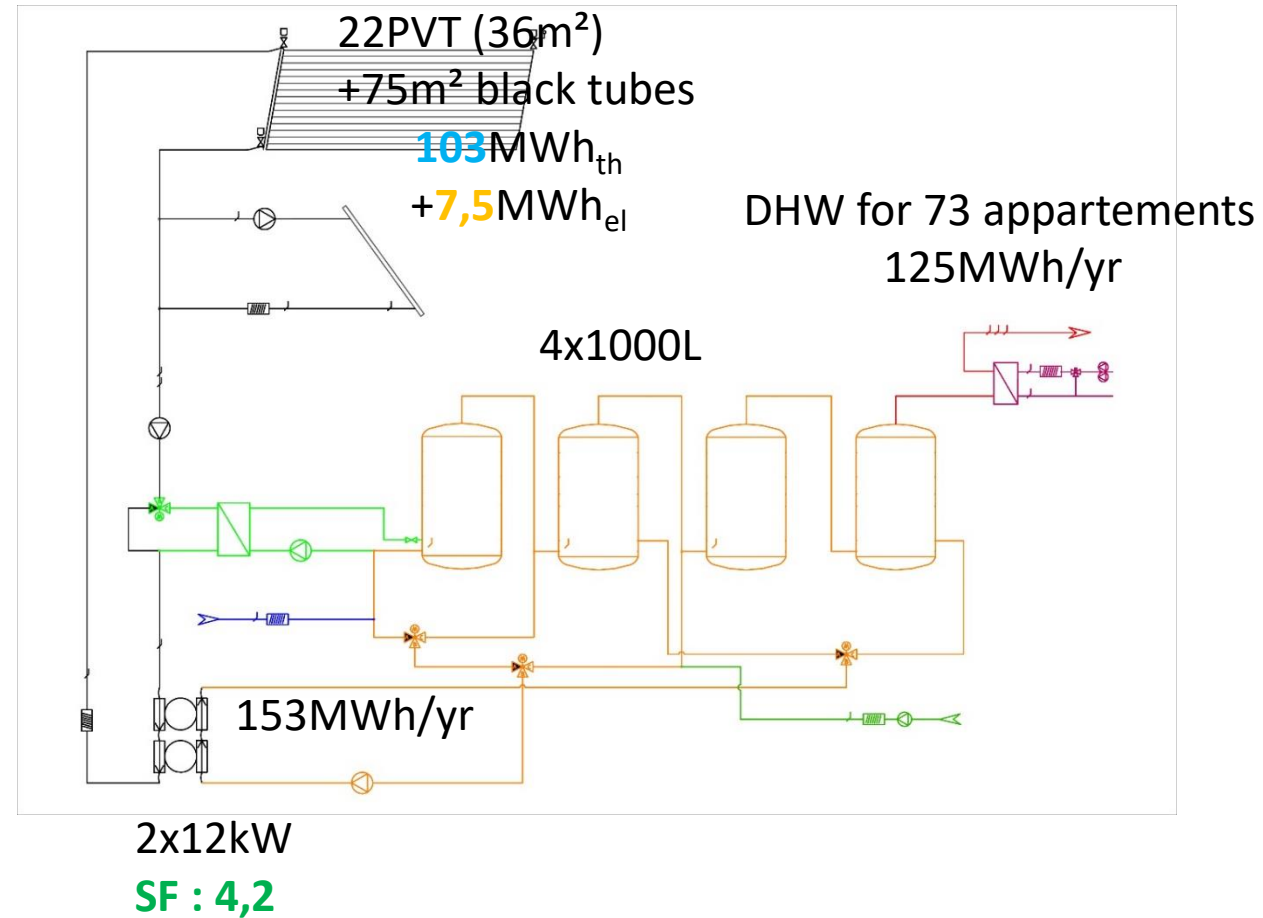 22PVT (36m²)
+75m² black tubes
103MWhth
+7,5MWhel
DHW for 73 appartements
125MWh/yr
4x1000L
153MWh/yr
2x12kW
SF : 4,2